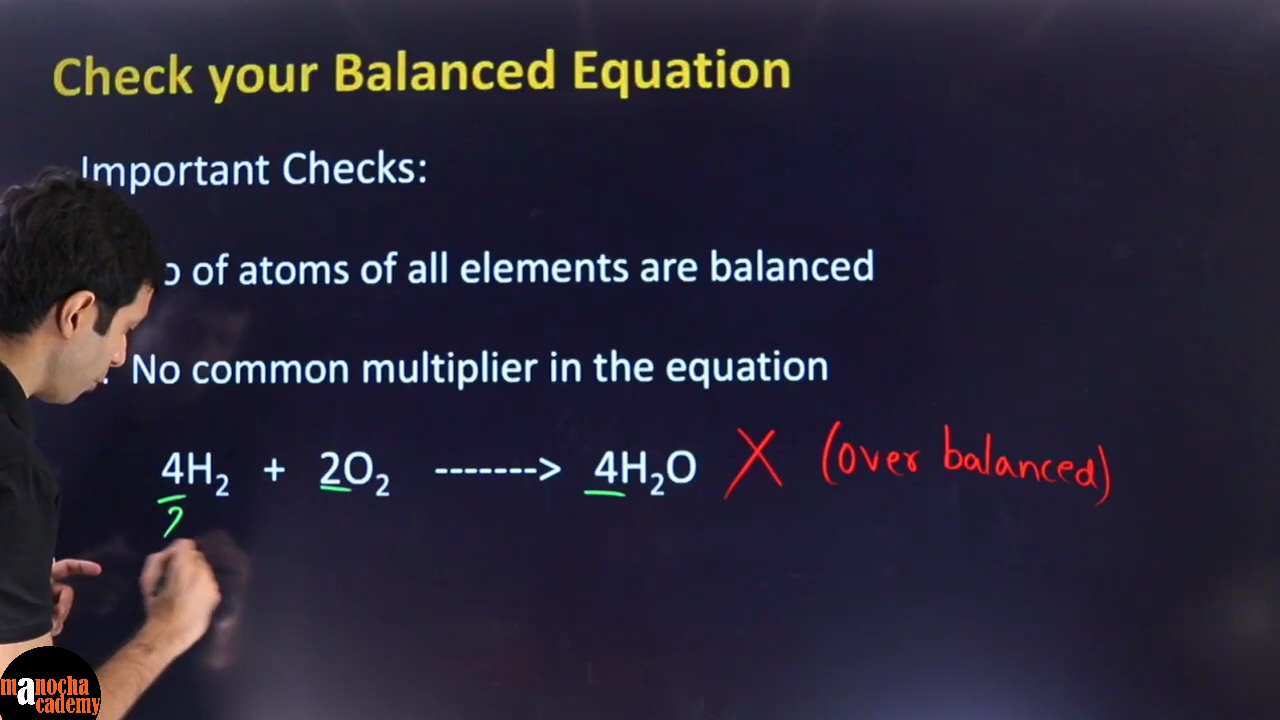 Check your Balanced Equation
Important Checks:
of atoms of all elements are balanced
No common multiplier in the equation
4H₂ + 2O₂ -------> 4H₂O X (over balanced)
2
manocha
academy